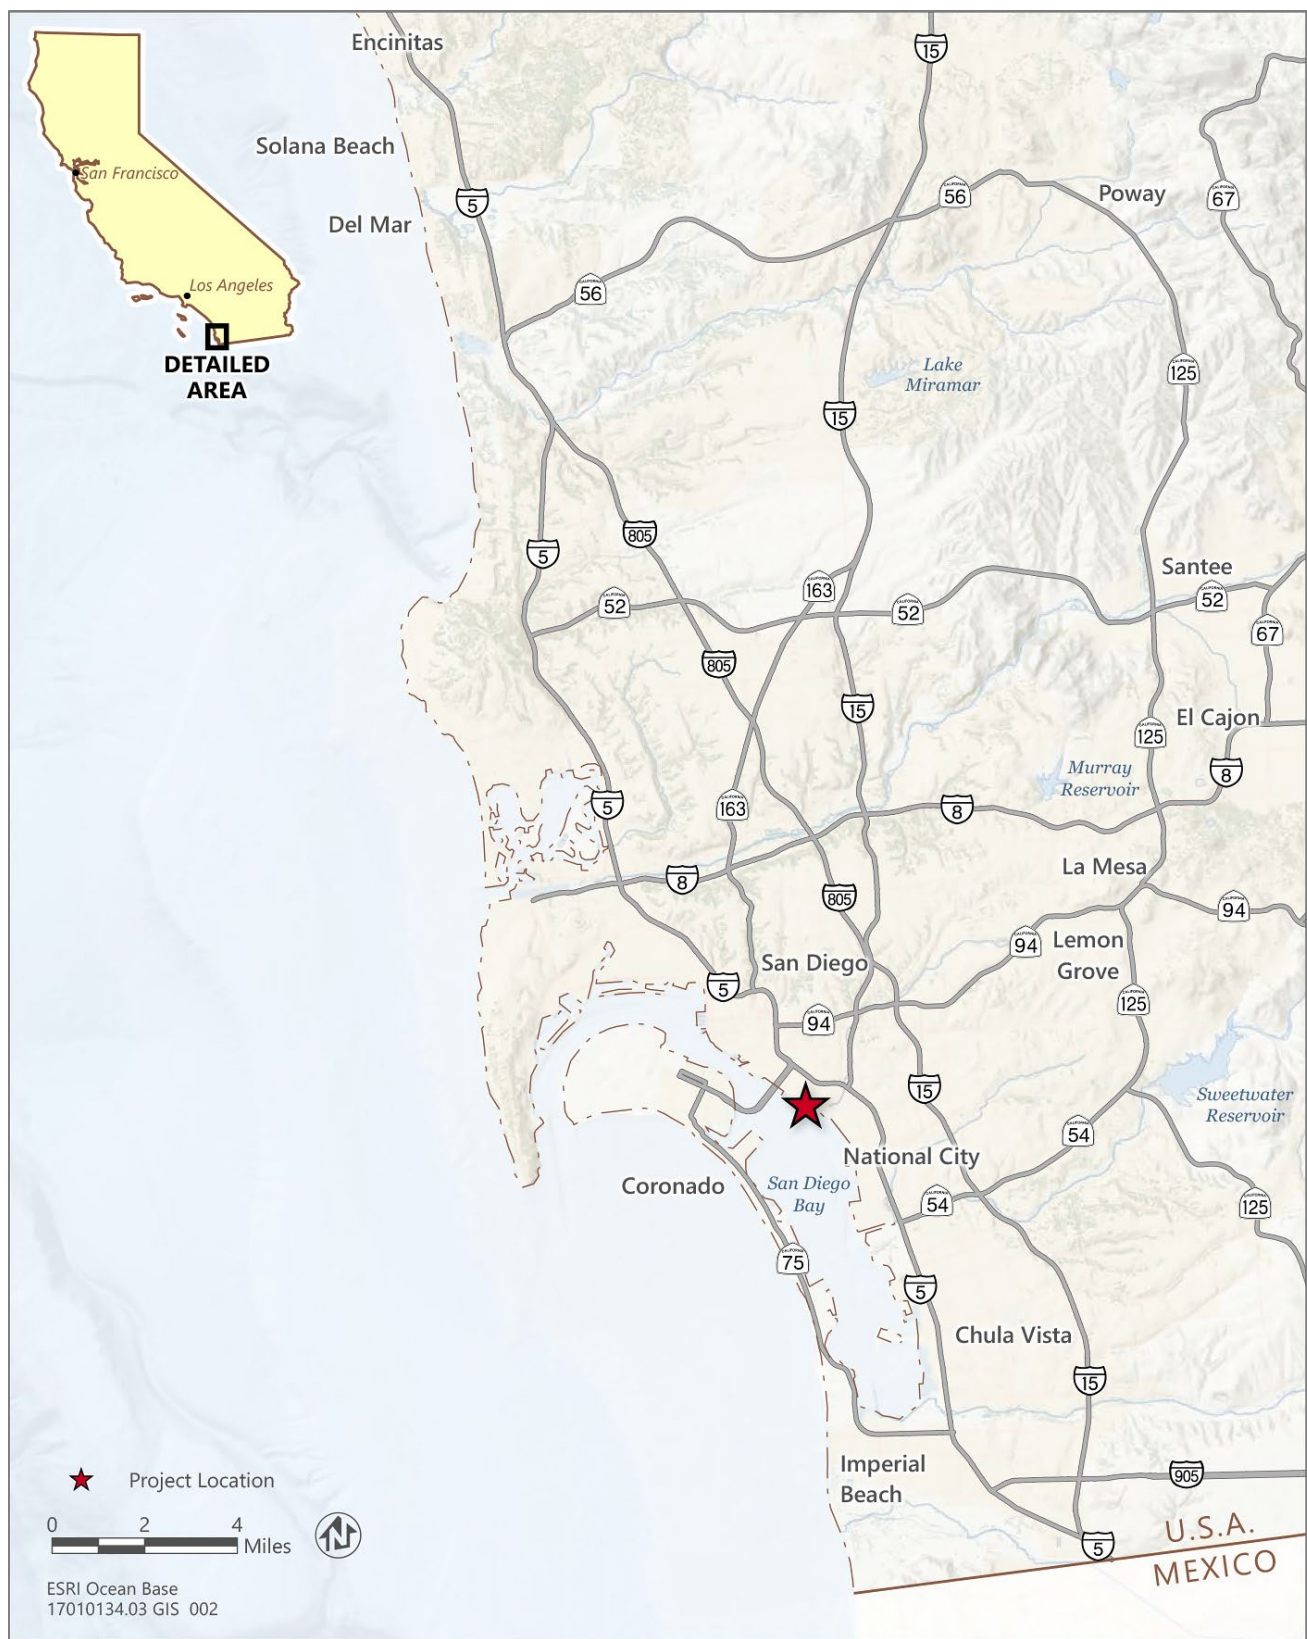 Encinitas
15
Solana Beach
San Francisco
5
56
Poway
67
Del Mar
Los Angeles
56
DETAILED
AREA
Lake
Miramar
125
15
805
5
163
Santee
52
52
52
67
805
15
El Cajon
125
Murray
Reservoir
8
5
163
8
La Mesa
8
805
94
94
Lemon
Grove
San Diego
5
94
125
15
Sweetwater
Reservoir
54
National City
Coronado
San Diego
Bay
54
125
75
5
Chula Vista
15
Imperial
Beach
905
Project Location
0 2 4
Miles
N
5
U.S.A.
MEXICO
ESRI Ocean Base
17010134.03 GIS 002